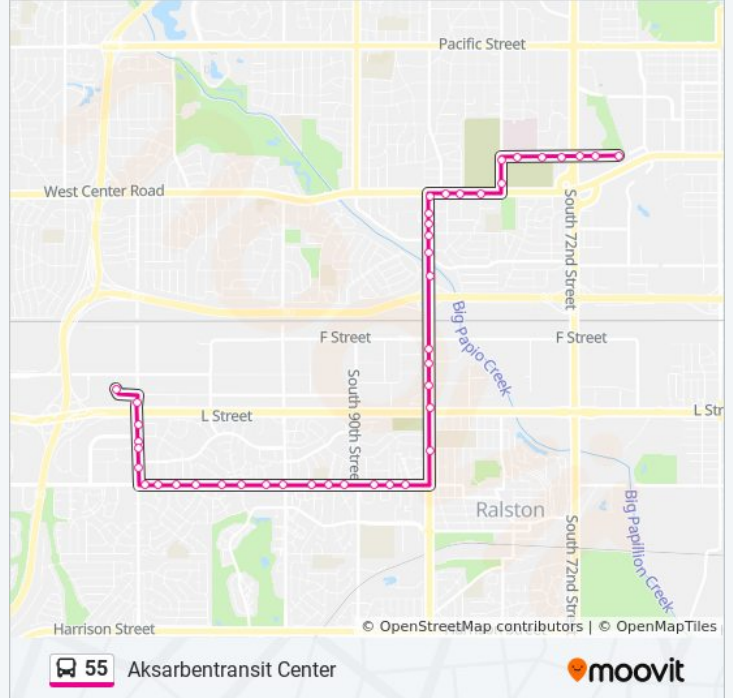 Pacific Street
West Center Road
South 72nd Street
Big Papio Creek
F Street
F Street
South 90th Stree
L Street
L Str
Ralston
Big Papillion Creek
South 72nd Stre
Harrison Street
© OpenStreetMap contributors | © OpenMapTiles
55 Aksarbentransit Center
moovit